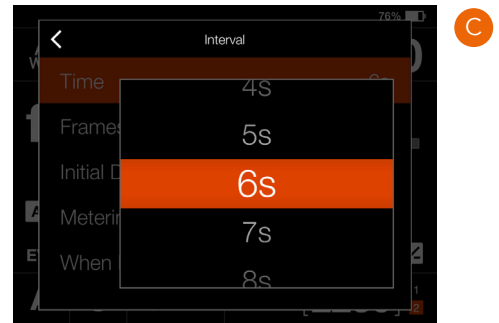 76%
Interval
C
Time
4s
Frames
5s
Initial D
6s
Meterin
7s
When
8s